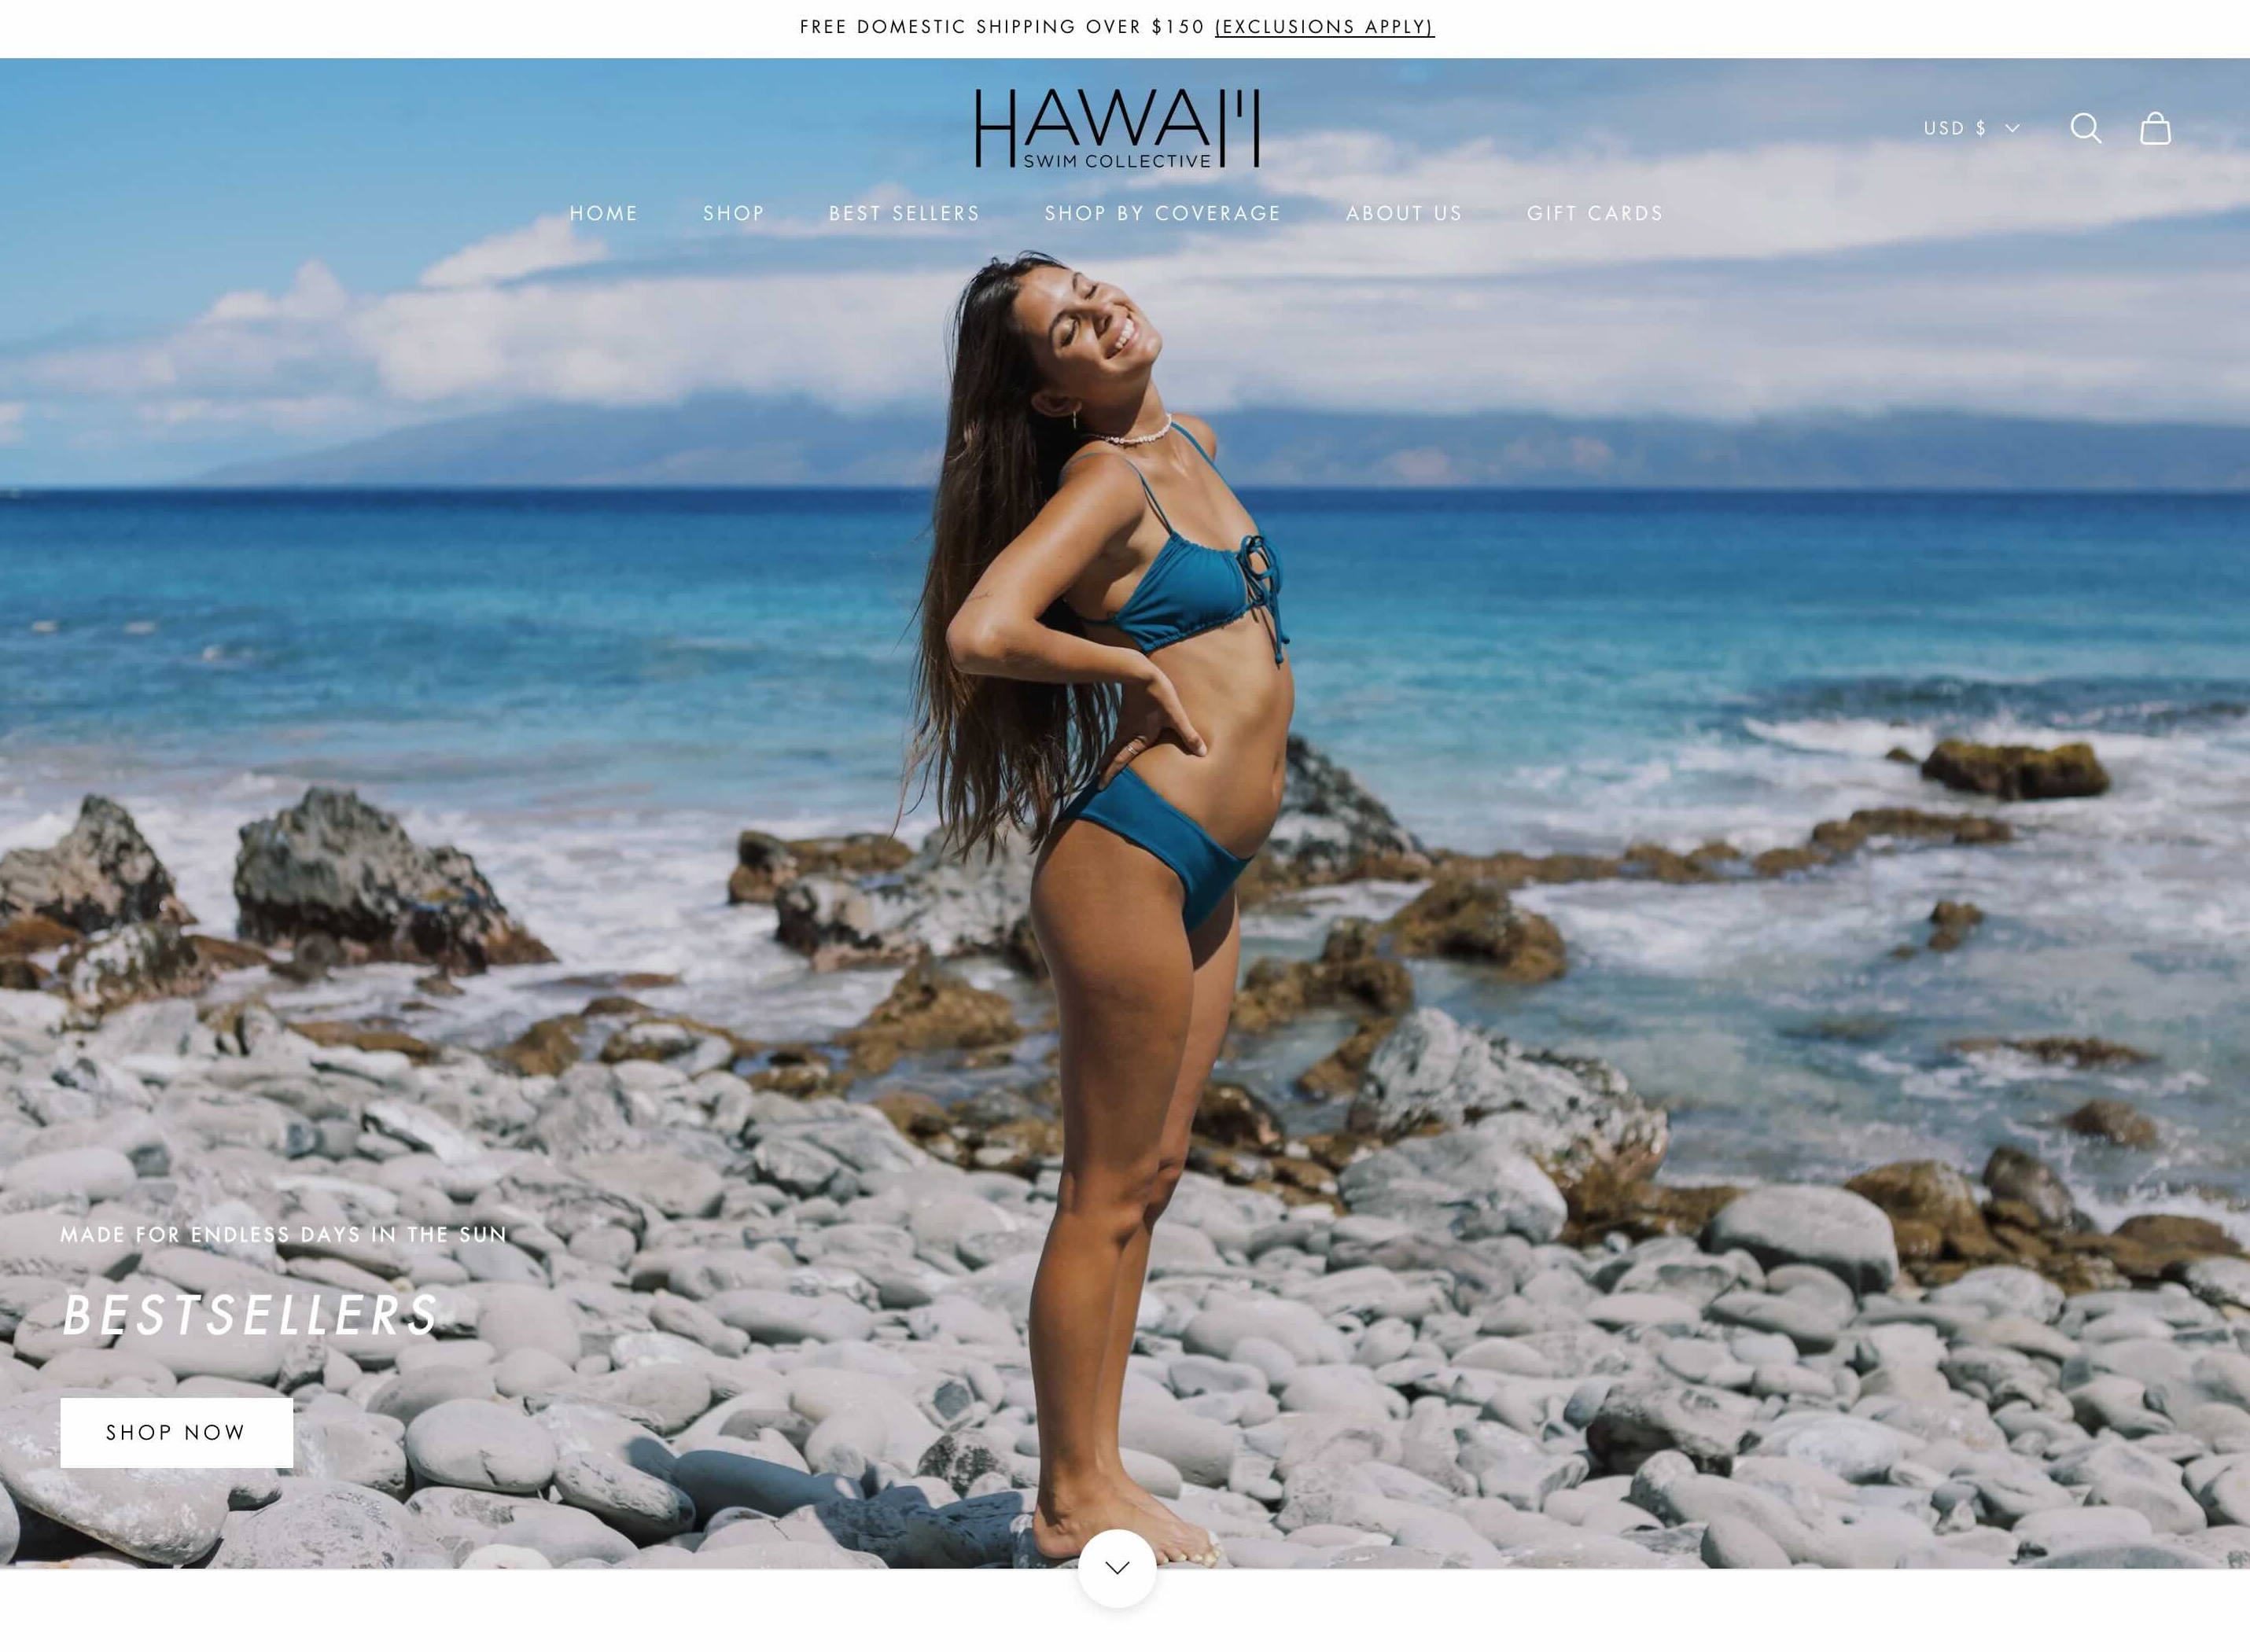 FREE DOMESTIC SHIPPING OVER $150 (EXCLUSIONS APPLY)
HAWAI'I
SWIM COLLECTIVE
USD $
HOME SHOP BEST SELLERS SHOP BY COVERAGE ABOUT US GIFT CARDS
MADE FOR ENDLESS DAYS IN THE SUN
BESTSELLERS
SHOP NOW